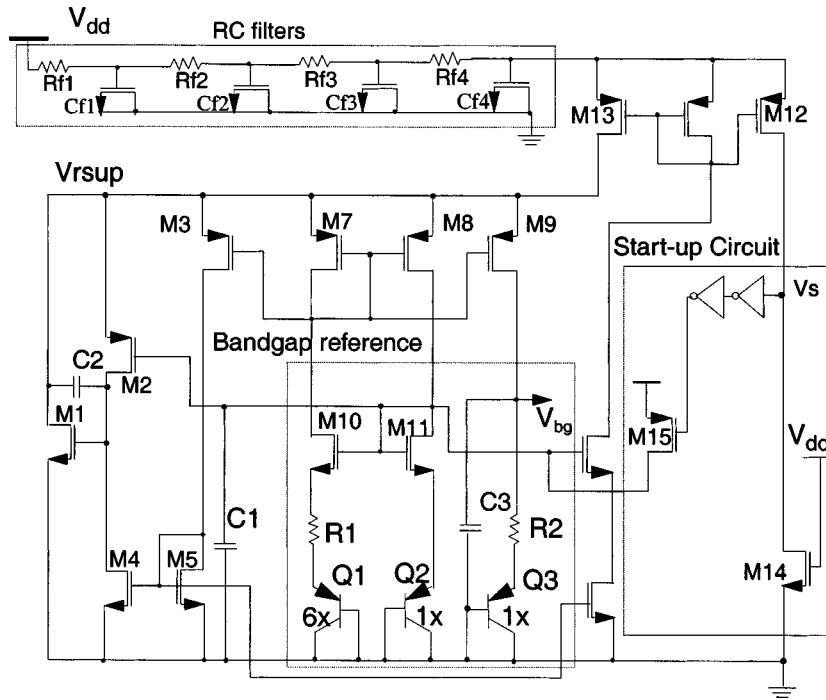 Vdd
RC filters
Rf1 Rf2 Rf3 Rf4
Cf1 Cf2 Cf3 Cf4
M13 M12
Vrsup
M3 M7 M8 M9
Start-up Circuit
Vs
Bandgap reference
C2
M2
M1
M10 M11
Vbg
M15
Vdd
C1
C3
R1 R2
M4 M5
Q1 Q2 Q3
M14
6x 1x 1x